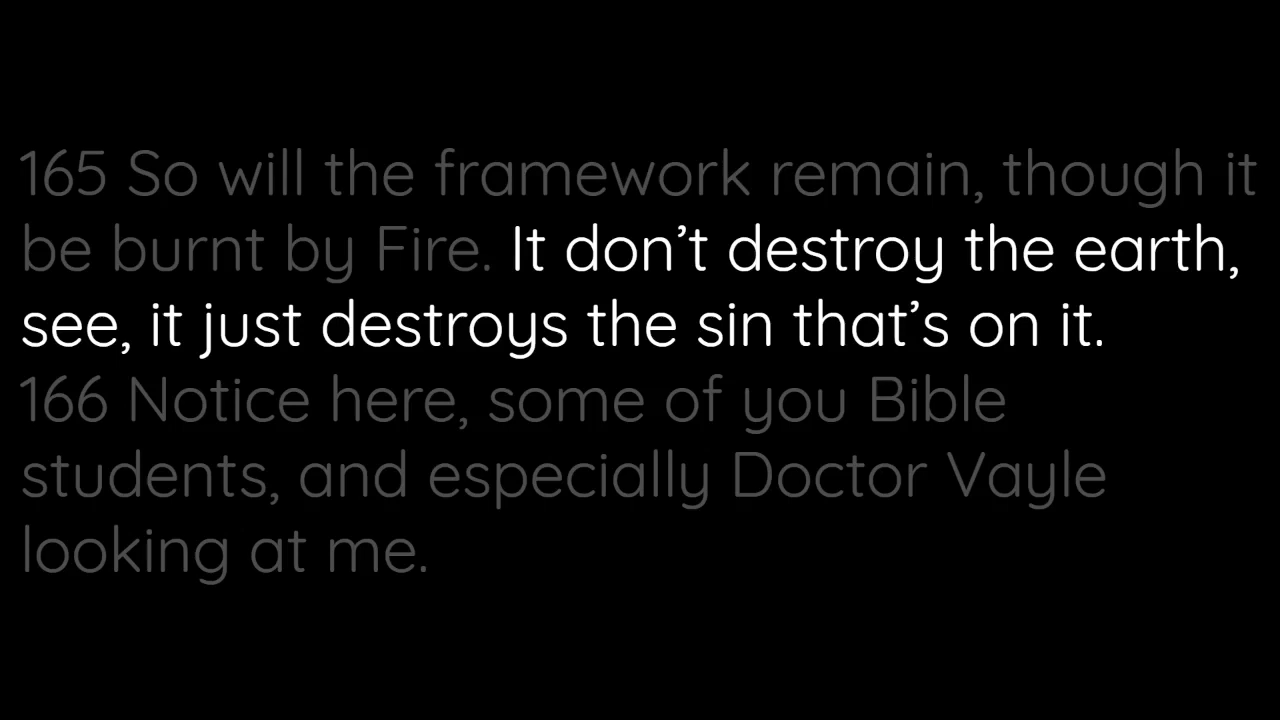 165 So will the framework remain, though it
be burnt by Fire. It don’t destroy the earth,
see, it just destroys the sin that’s on it.
166 Notice here, some of you Bible
students, and especially Doctor Vayle
looking at me.